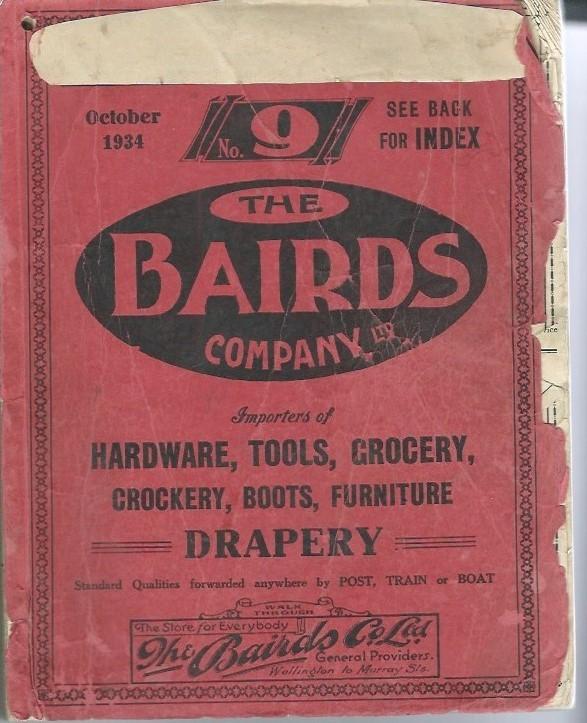 October
1934
No. 9
SEE BACK
FOR INDEX
THE
BAIRDS
COMPANY LTD.
Importers of
HARDWARE, TOOLS, GROCERY,
CROCKERY, BOOTS, FURNITURE
DRAPERY
Standard Qualities forwarded anywhere by POST, TRAIN or BOAT
WALK
THROUGH
The Store for Everybody
The Bairds Co Ltd
General Providers.
Wellington to Murray Sts.